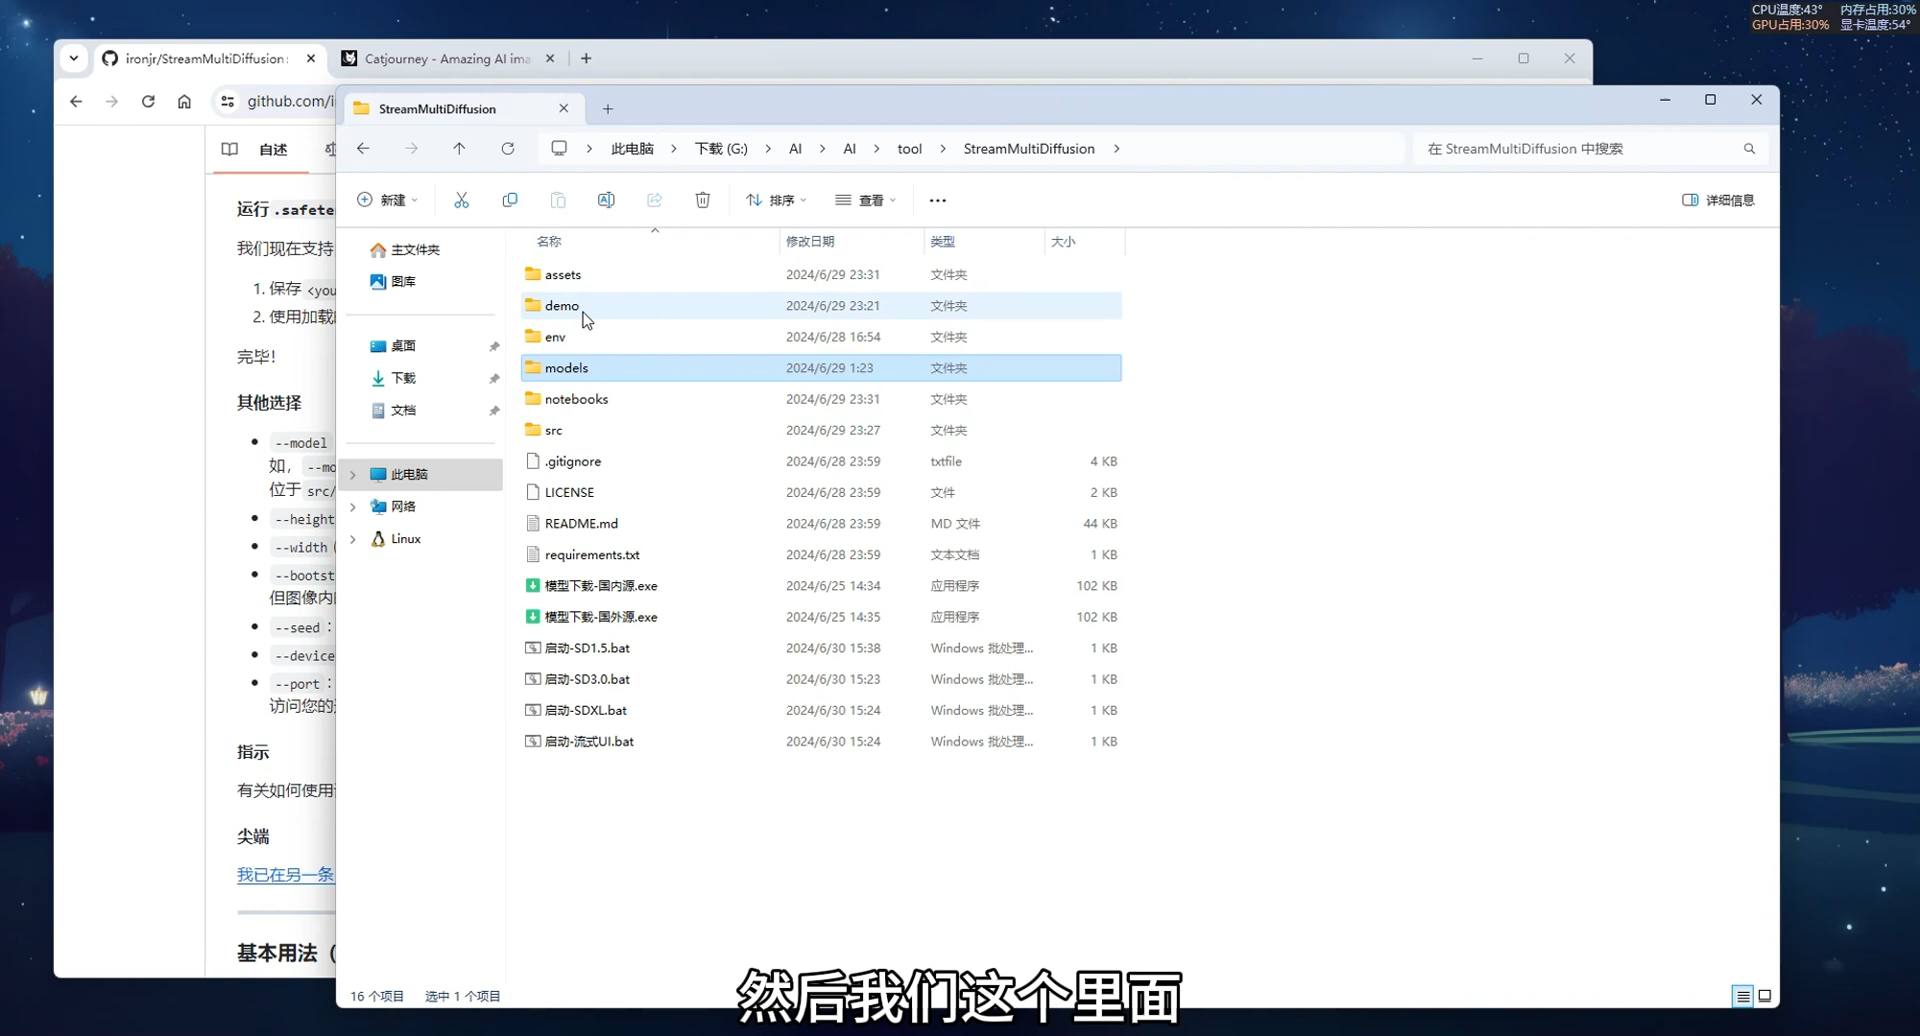 CPU温度:43° 内存占用:30%
GPU占用:30% 显卡温度:54°
ironjr/StreamMultiDiffusion:
Catjourney - Amazing AI ima
github.com/i
StreamMultiDiffusion
此电脑 > 下载 (G:) > AI > AI > tool > StreamMultiDiffusion >
在 StreamMultiDiffusion 中搜索
自述
新建
排序
查看
详细信息
运行 .safete
我们现在支持
1. 保存 <you
2. 使用加载
完毕！
其他选择
--model
如， --mo
位于 src/
--height
--width
--bootst
但图像内
--seed :
--device
--port :
访问您的
指示
有关如何使用
尖端
我已在另一条
基本用法（
主文件夹
图库
桌面
下载
文档
此电脑
网络
Linux
名称 修改日期 类型 大小
assets 2024/6/29 23:31 文件夹
demo 2024/6/29 23:21 文件夹
env 2024/6/28 16:54 文件夹
models 2024/6/29 1:23 文件夹
notebooks 2024/6/29 23:31 文件夹
src 2024/6/29 23:27 文件夹
.gitignore 2024/6/28 23:59 txtfile 4 KB
LICENSE 2024/6/28 23:59 文件 2 KB
README.md 2024/6/28 23:59 MD 文件 44 KB
requirements.txt 2024/6/28 23:59 文本文档 1 KB
模型下载-国内源.exe 2024/6/25 14:34 应用程序 102 KB
模型下载-国外源.exe 2024/6/25 14:35 应用程序 102 KB
启动-SD1.5.bat 2024/6/30 15:38 Windows 批处理... 1 KB
启动-SD3.0.bat 2024/6/30 15:23 Windows 批处理... 1 KB
启动-SDXL.bat 2024/6/30 15:24 Windows 批处理... 1 KB
启动-流式UI.bat 2024/6/30 15:24 Windows 批处理... 1 KB
16 个项目 选中 1 个项目
然后我们这个里面